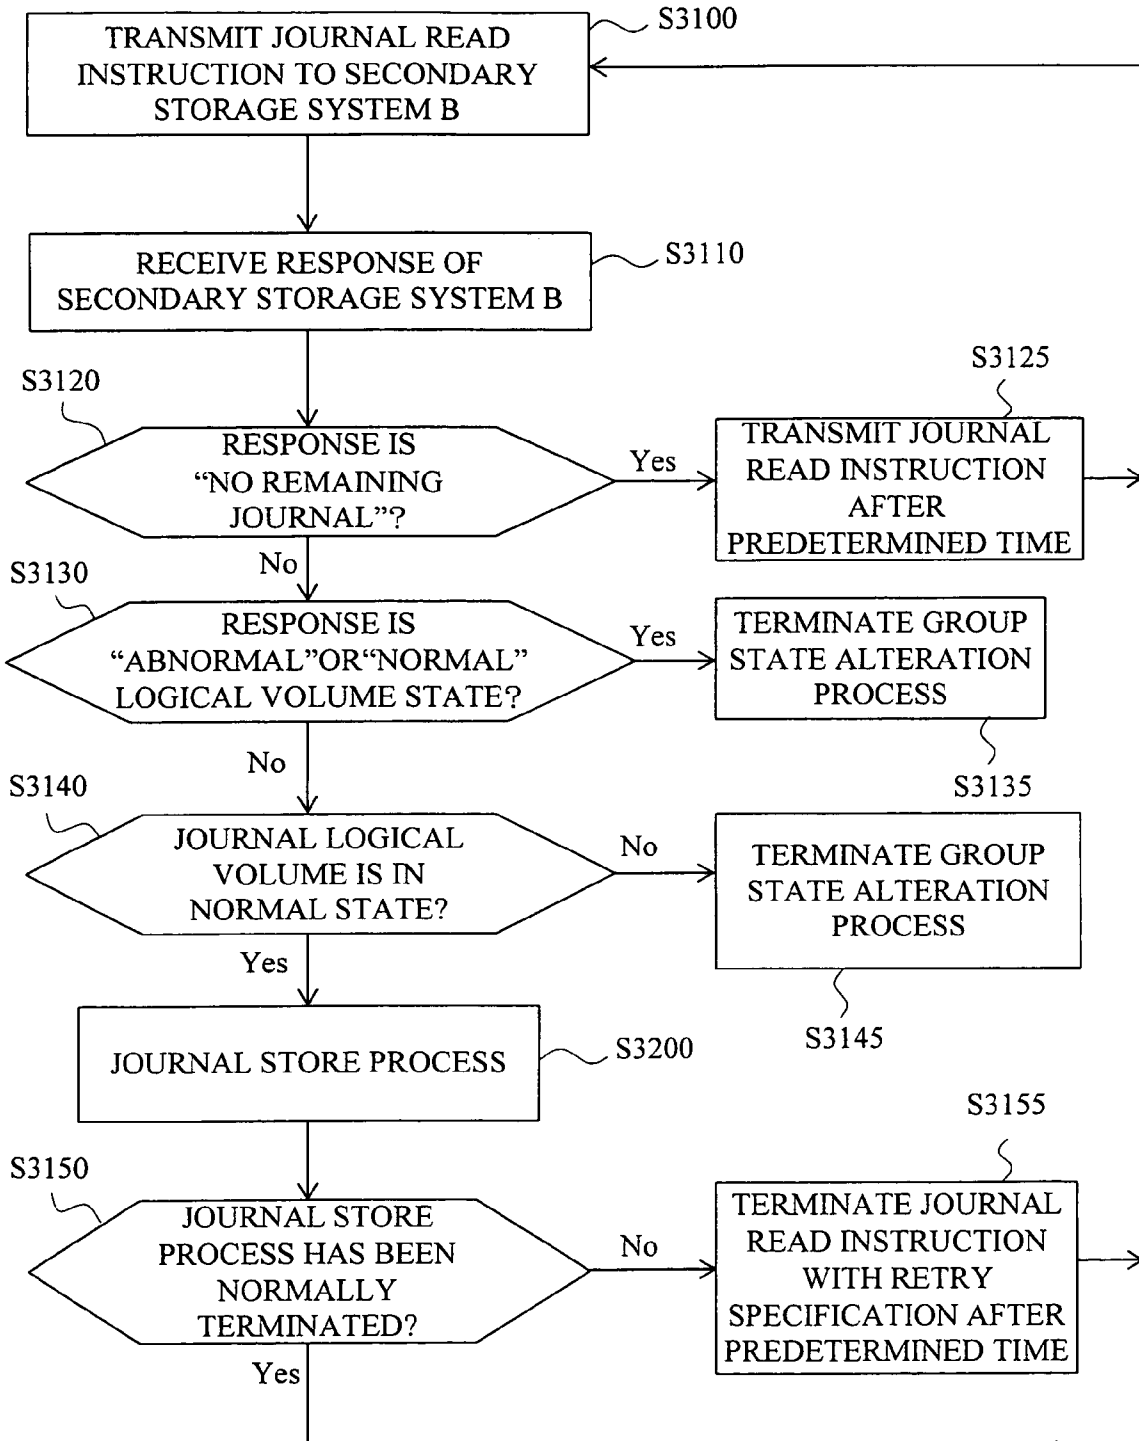 S3100
TRANSMIT JOURNAL READ
INSTRUCTION TO SECONDARY
STORAGE SYSTEM B
S3110
RECEIVE RESPONSE OF
SECONDARY STORAGE SYSTEM B
S3120
RESPONSE IS
“NO REMAINING
JOURNAL”?
Yes
S3125
TRANSMIT JOURNAL
READ INSTRUCTION
AFTER
PREDETERMINED TIME
No
S3130
RESPONSE IS
“ABNORMAL”OR“NORMAL”
LOGICAL VOLUME STATE?
Yes
TERMINATE GROUP
STATE ALTERATION
PROCESS
S3135
No
S3140
JOURNAL LOGICAL
VOLUME IS IN
NORMAL STATE?
No
TERMINATE GROUP
STATE ALTERATION
PROCESS
S3145
Yes
JOURNAL STORE PROCESS
S3200
S3150
JOURNAL STORE
PROCESS HAS BEEN
NORMALLY
TERMINATED?
No
S3155
TERMINATE JOURNAL
READ INSTRUCTION
WITH RETRY
SPECIFICATION AFTER
PREDETERMINED TIME
Yes